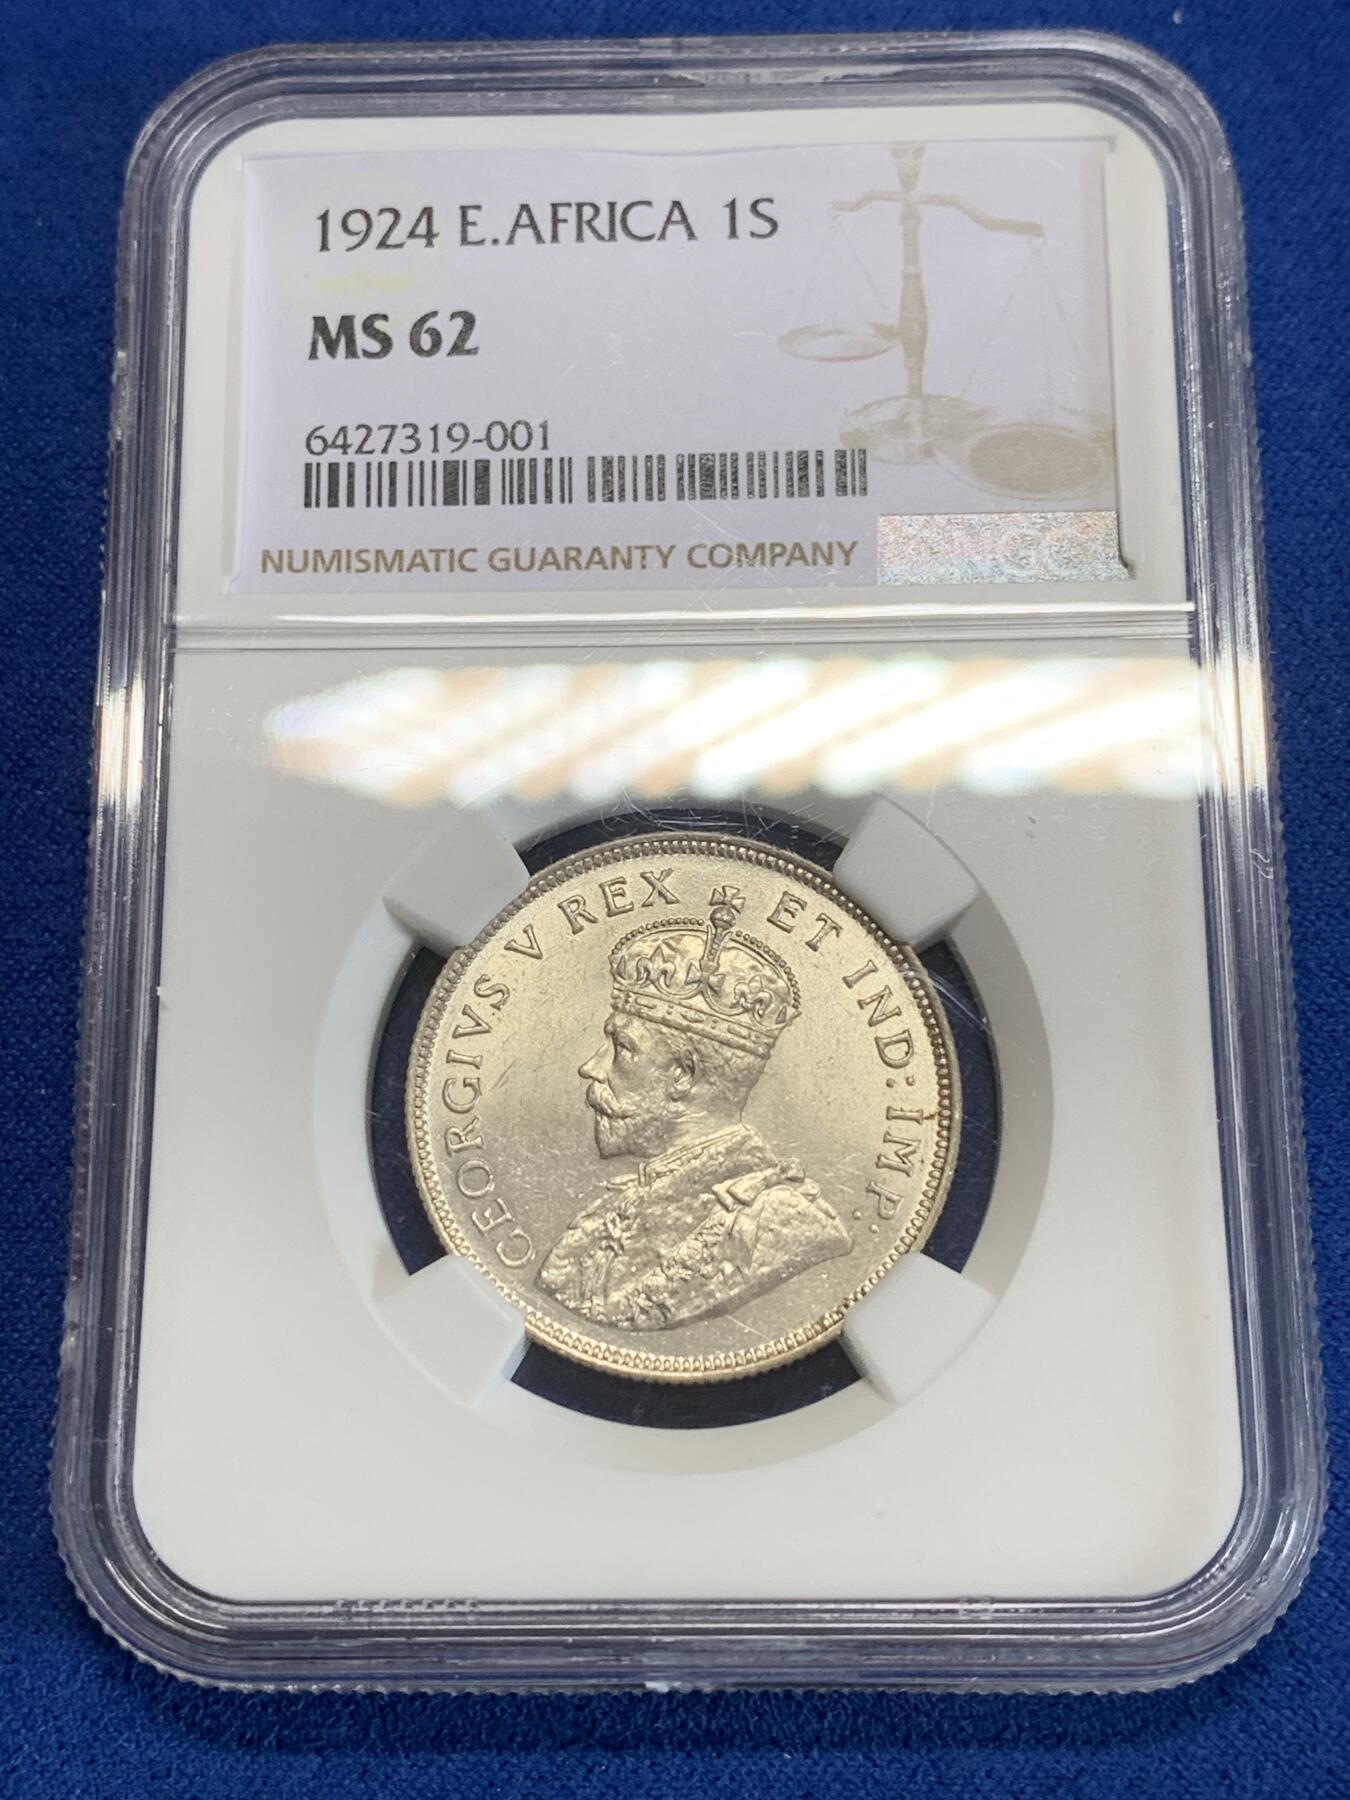 1924 E.AFRICA 1S
MS 62
6427319-001
NUMISMATIC GUARANTY COMPANY
GEORGIVS V REX ET IND: IMP: